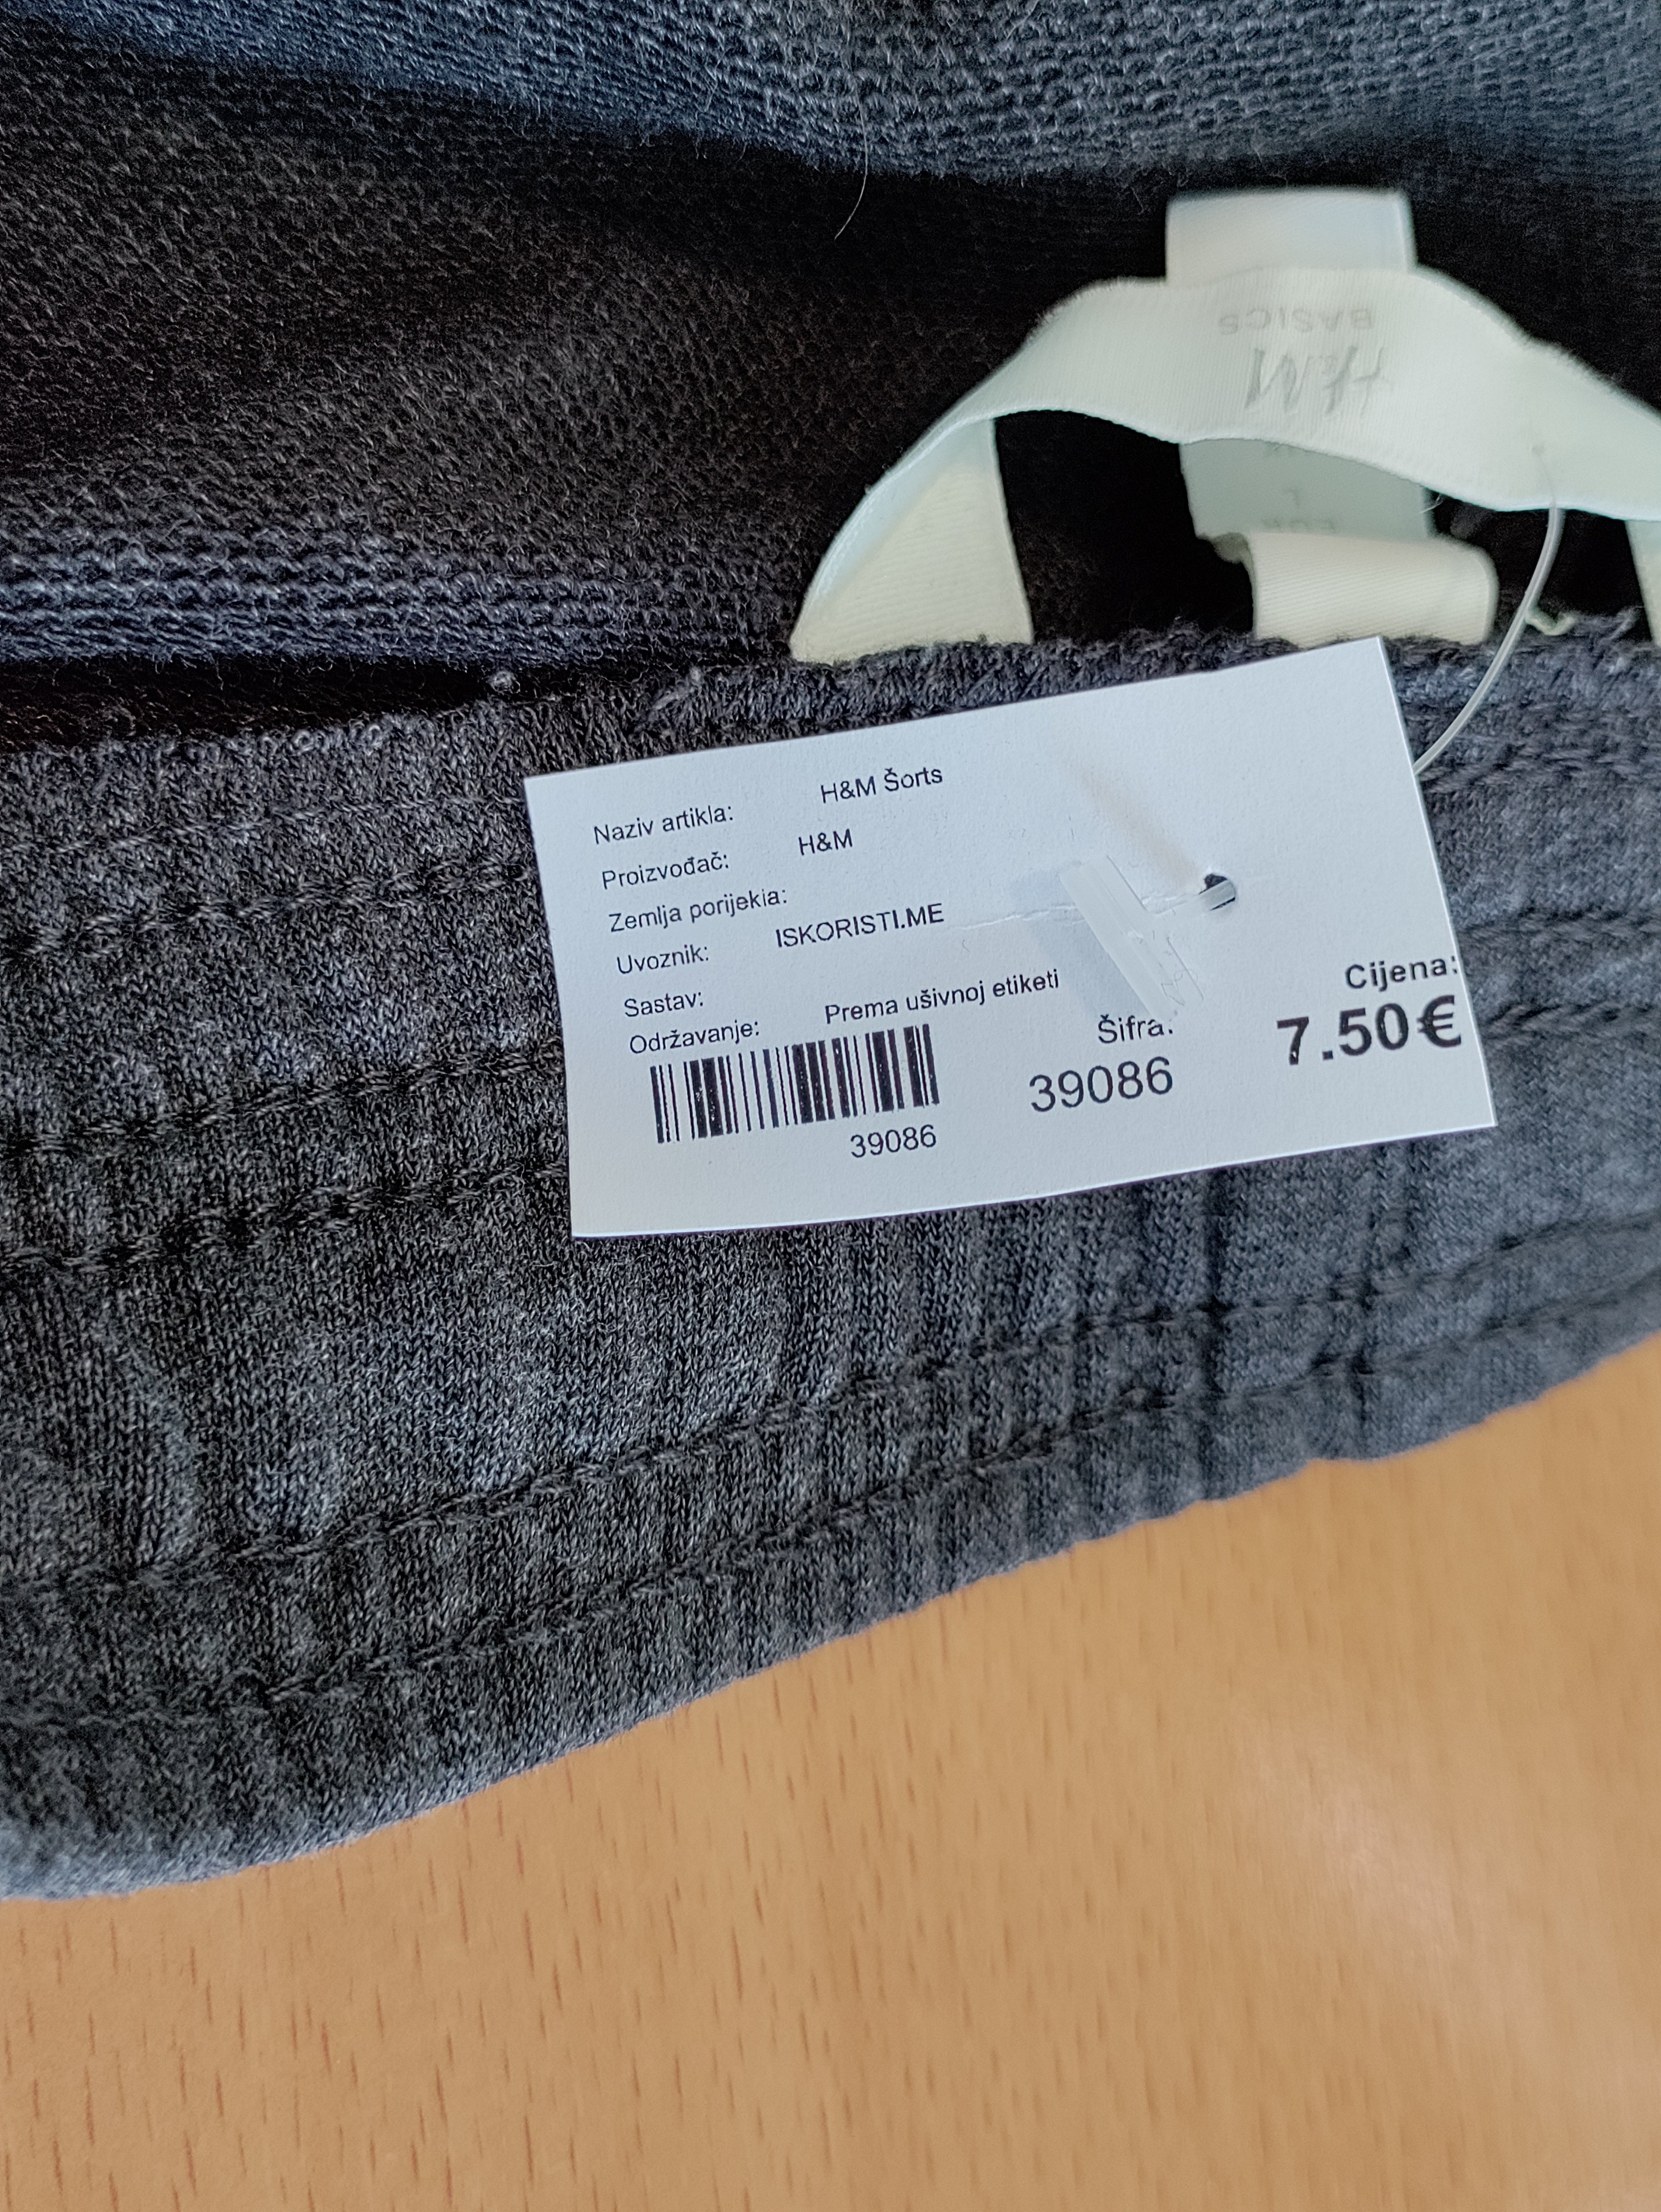 H&M
BASICS
L
EUR
Naziv artikla: H&M Šorts
Proizvođač: H&M
Zemlja porijekla:
Uvoznik: ISKORISTI.ME
Sastav:
Održavanje: Prema ušivnoj etiketi
39086
Šifra:
39086
Cijena:
7.50€